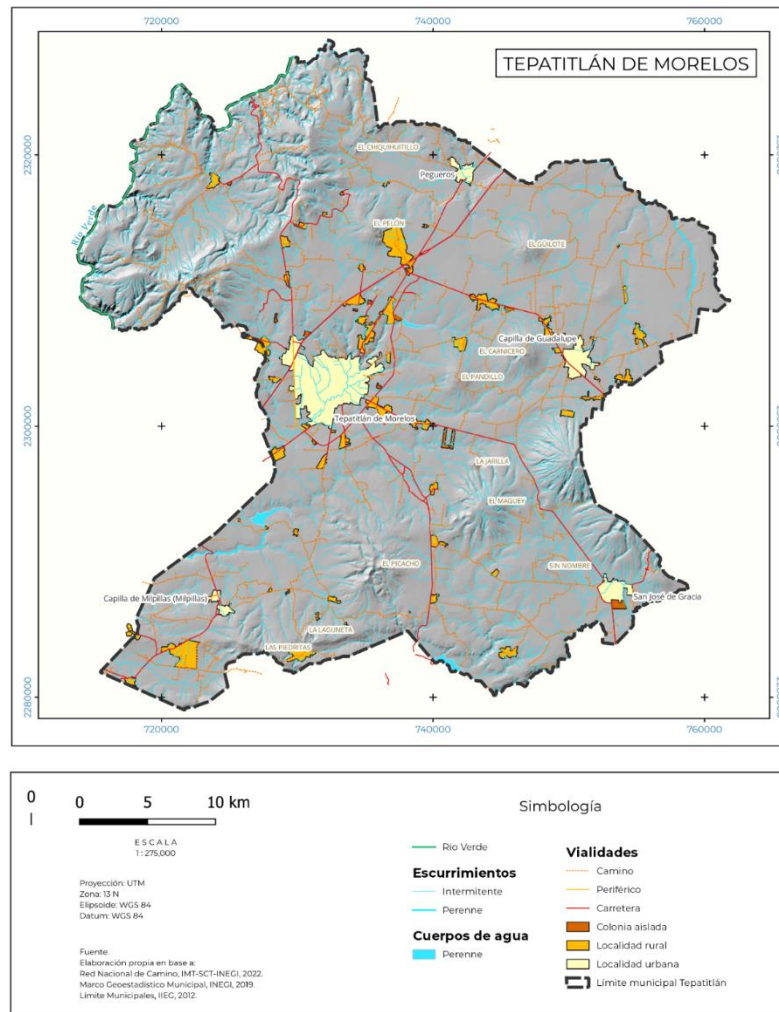 720000
740000
760000
TEPATITLÁN DE MORELOS
2320000
2320000
EL CHIQUIHUITILLO
Pegueros
Río Verde
EL PELÓN
EL GÜILOTE
Capilla de Guadalupe
EL CARNICERO
EL PANDILLO
Tepatitlán de Morelos
2300000
2300000
LA JARILLA
EL MAGUEY
EL PICACHO
SIN NOMBRE
Capilla de Milpillas (Milpillas)
San José de Gracia
LA LAGUNETA
LAS PIEDRITAS
2280000
2280000
720000
740000
760000
0
0 5 10 km
ESCALA
1 : 275,000
Proyección: UTM
Zona: 13 N
Elipsoide: WGS 84
Datum: WGS 84
Fuente.
Elaboración propia en base a:
Red Nacional de Camino, IMT-SCT-INEGI, 2022.
Marco Geoestadístico Municipal, INEGI, 2019.
Límite Municipales, IIEG, 2012.
Simbología
Río Verde
Escurrimientos
Intermitente
Perenne
Cuerpos de agua
Perenne
Vialidades
Camino
Periférico
Carretera
Colonia aislada
Localidad rural
Localidad urbana
Límite municipal Tepatitlán